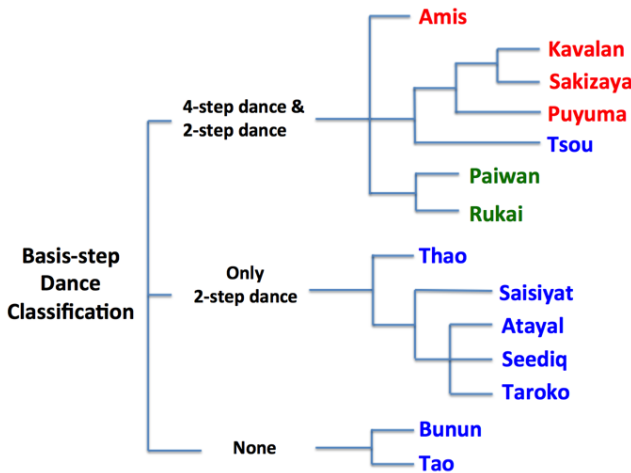 Amis
Kavalan
Sakizaya
4-step dance &
2-step dance
Puyuma
Tsou
Paiwan
Rukai
Basis-step
Dance
Classification
Only
2-step dance
Thao
Saisiyat
Atayal
Seediq
Taroko
None
Bunun
Tao